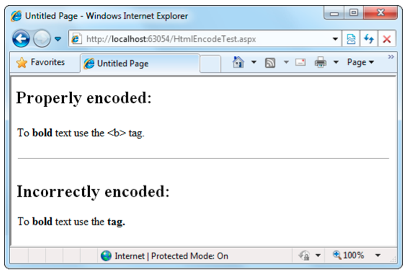 Untitled Page - Windows Internet Explorer
http://localhost:63054/HtmlEncodeTest.aspx
Favorites Untitled Page Page
Properly encoded:
To bold text use the <b> tag.
Incorrectly encoded:
To bold text use the tag.
Internet | Protected Mode: On 100%